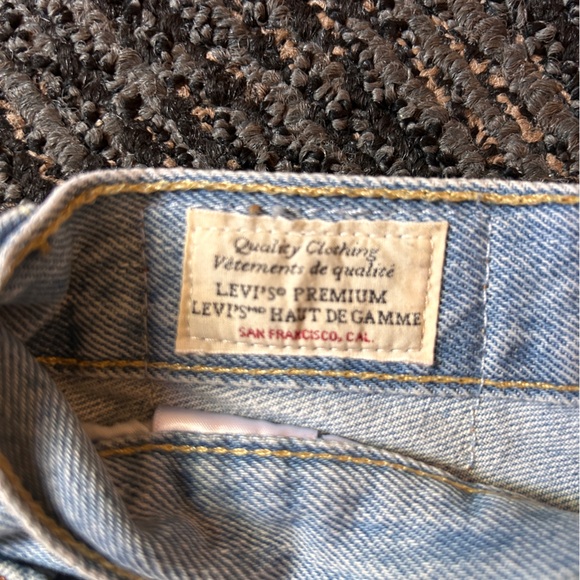 Quality Clothing
Vêtements de qualité
LEVI'S® PREMIUM
LEVI'Sᴹᴰ HAUT DE GAMME
SAN FRANCISCO, CAL.